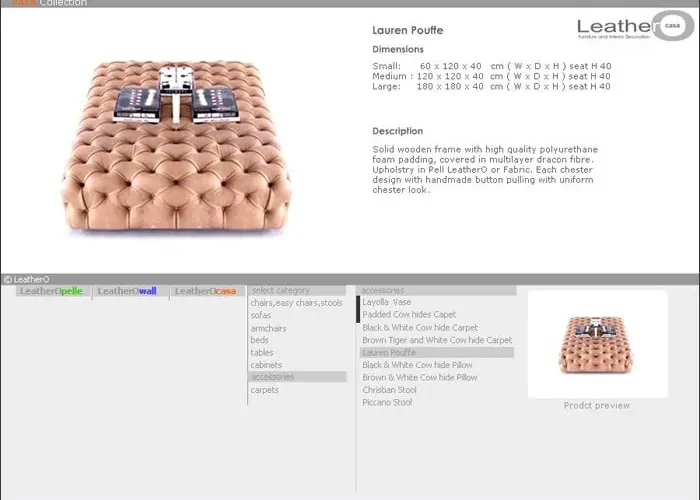 casa Collection
LeatherO casa
furniture and Interior Decoration
Lauren Pouffe
Dimensions
Small: 60 x 120 x 40 cm ( W x D x H ) seat H 40
Medium : 120 x 120 x 40 cm ( W x D x H ) seat H 40
Large: 180 x 180 x 40 cm ( W x D x H ) seat H 40
Description
Solid wooden frame with high quality polyurethane
foam padding, covered in multilayer dracon fibre.
Upholstry in Pell LeatherO or Fabric. Each chester
design with handmade button pulling with uniform
chester look.
© LeatherO
LeatherOpelle
LeatherOwall
LeatherOcasa
select category
chairs,easy chairs,stools
sofas
armchairs
beds
tables
cabinets
accessories
carpets
accessories
Layolla Vase
Padded Cow hides Capet
Black & White Cow hide Carpet
Brown Tiger and White Cow hide Carpet
Lauren Pouffe
Black & White Cow hide Pillow
Brown & White Cow hide Pillow
Christian Stool
Piccano Stool
Prodct preview